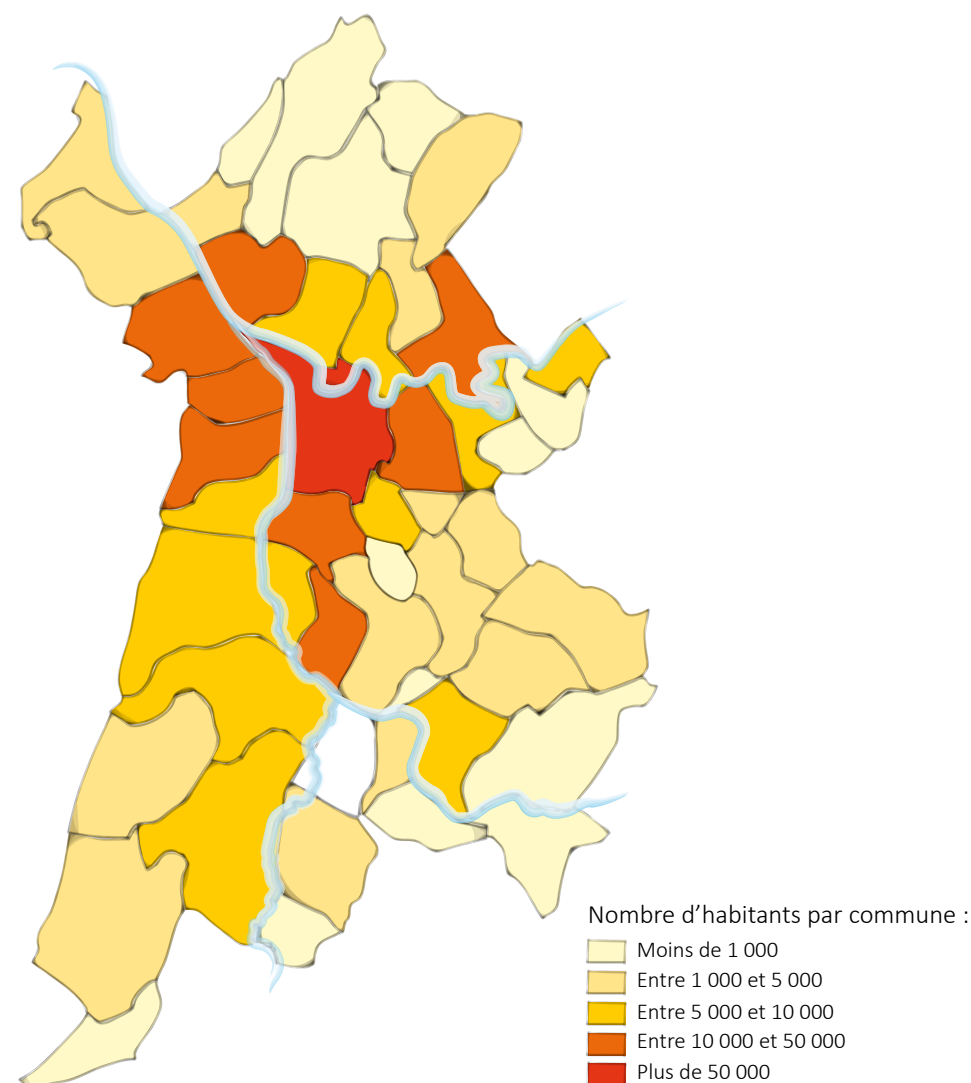 Nombre d’habitants par commune :
Moins de 1 000
Entre 1 000 et 5 000
Entre 5 000 et 10 000
Entre 10 000 et 50 000
Plus de 50 000